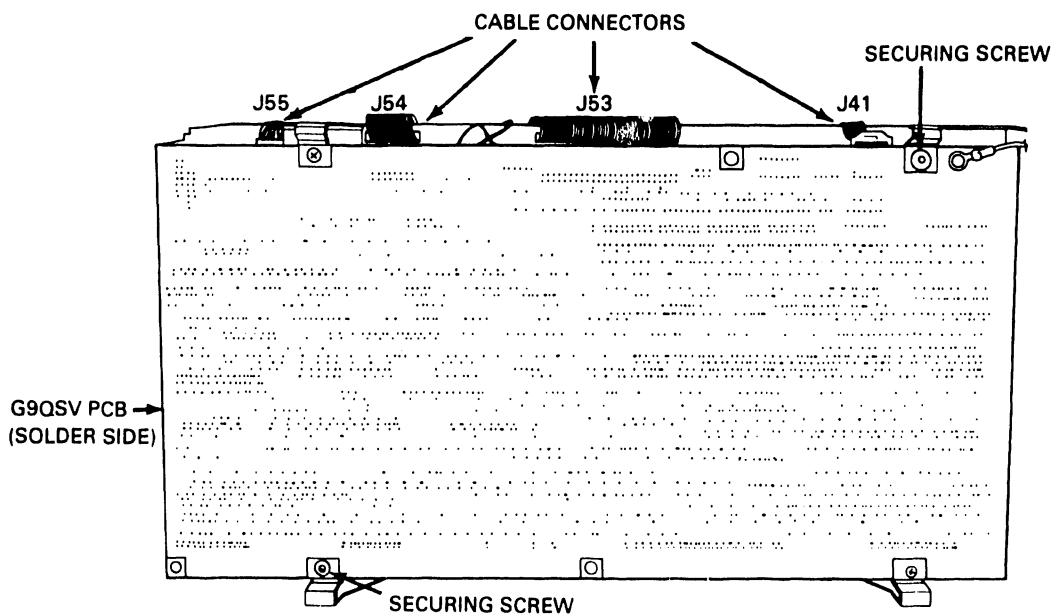 CABLE CONNECTORS
SECURING SCREW
J55
J54
J53
J41
G9QSV PCB
(SOLDER SIDE)
SECURING SCREW